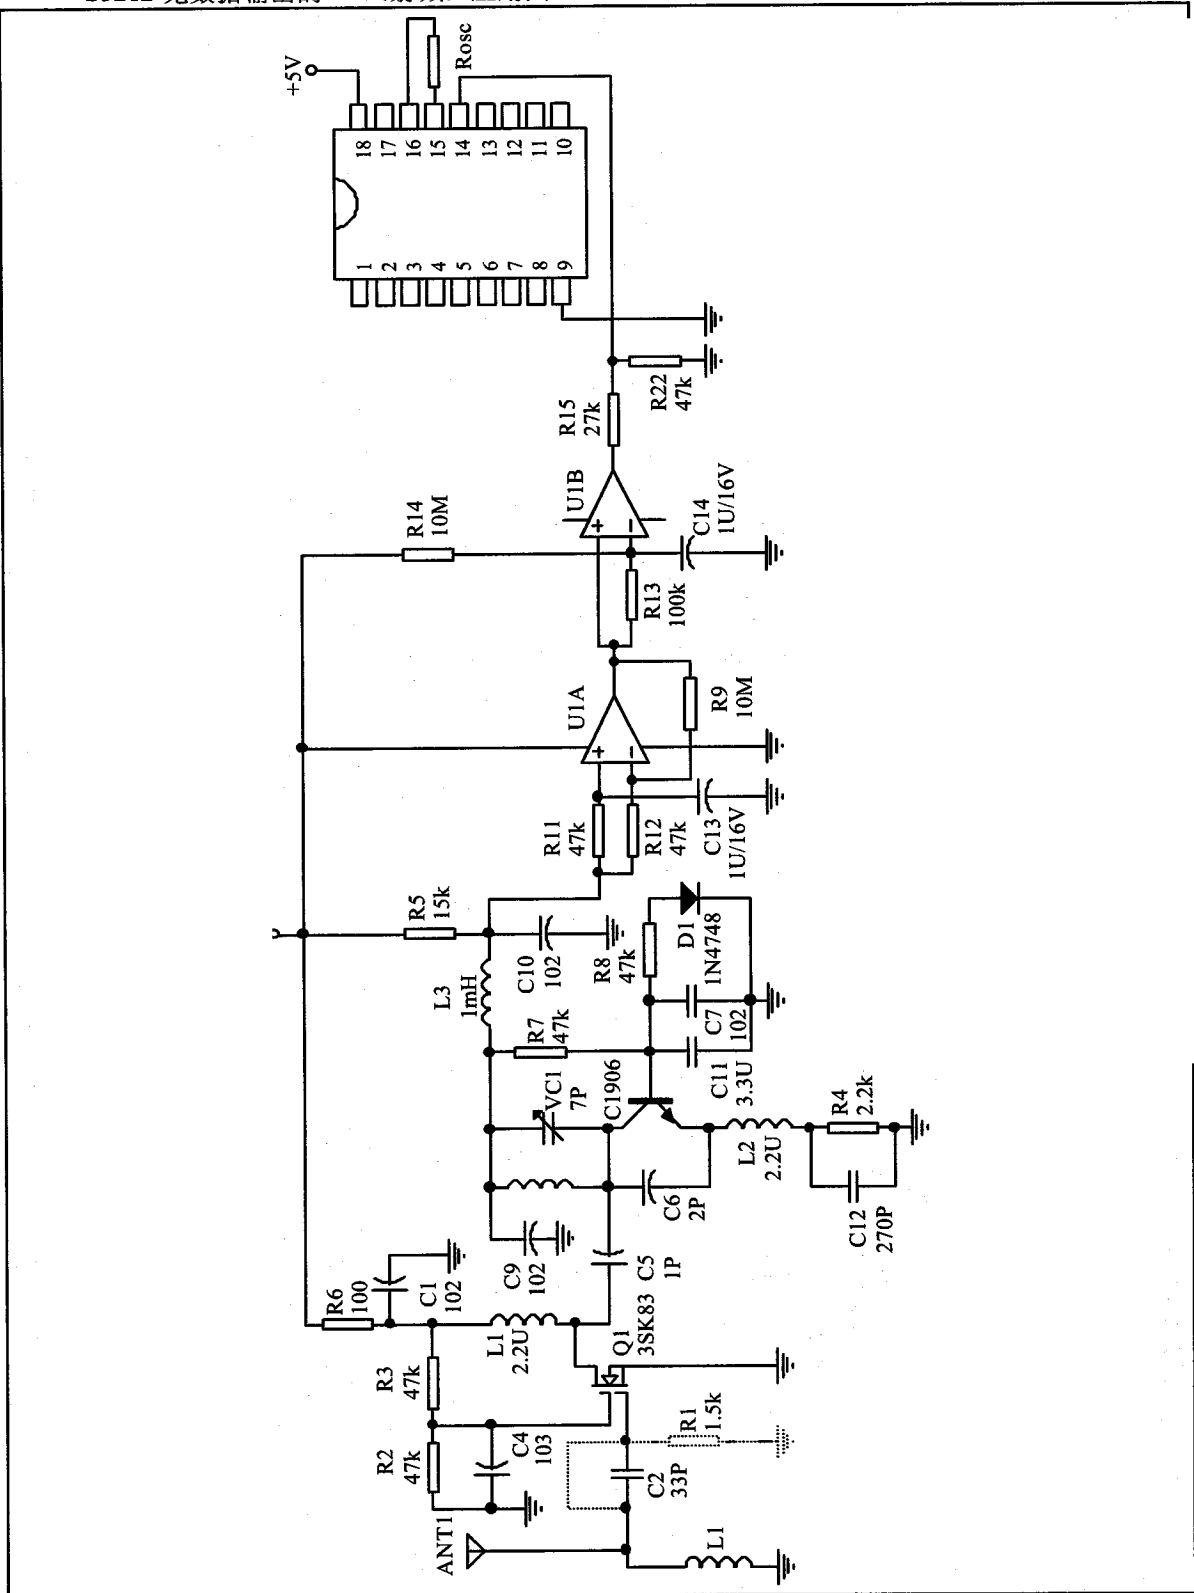 +5V
Rosc
18
17
16
15
14
13
12
11
10
1
2
3
4
5
6
7
8
9
R15
27k
R22
47k
U1B
R14
10M
C14
1U/16V
R13
100k
U1A
R9
10M
R11
47k
R12
47k
C13
1U/16V
R5
15k
L3
1mH
C10
102
R8
47k
D1
1N4748
R7
47k
C7
102
C11
3.3U
VC1
7P
C1906
R4
2.2k
L2
2.2U
C6
2P
C12
270P
C9
102
C5
1P
R6
100
C1
102
L1
2.2U
Q1
3SK83
R3
47k
R2
47k
C4
103
R1
1.5k
C2
33P
ANT1
L1